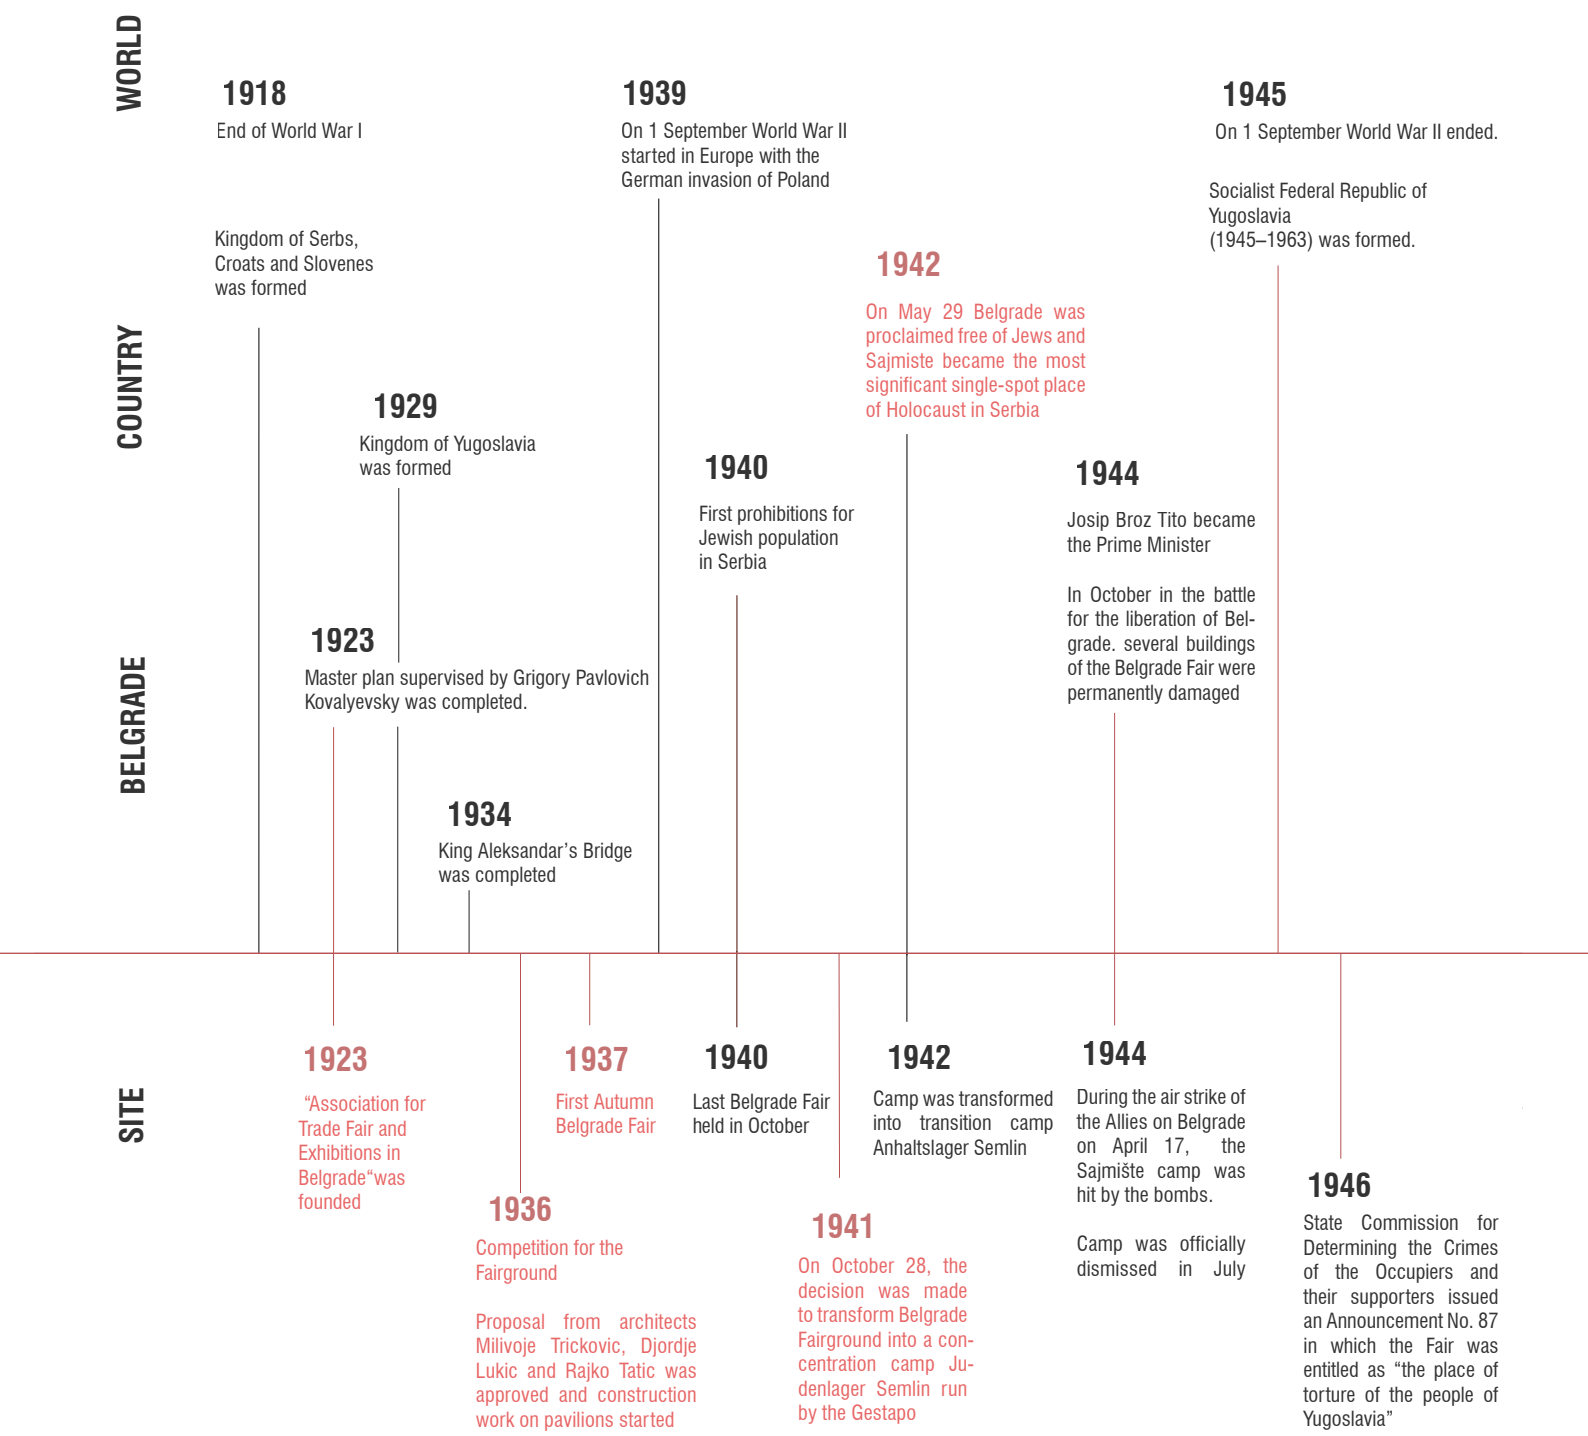 WORLD
1918
End of World War I
1939
On 1 September World War II
started in Europe with the
German invasion of Poland
1945
On 1 September World War II ended.
Socialist Federal Republic of
Yugoslavia
(1945–1963) was formed.
COUNTRY
Kingdom of Serbs,
Croats and Slovenes
was formed
1929
Kingdom of Yugoslavia
was formed
1940
First prohibitions for
Jewish population
in Serbia
1942
On May 29 Belgrade was
proclaimed free of Jews and
Sajmiste became the most
significant single-spot place
of Holocaust in Serbia
1944
Josip Broz Tito became
the Prime Minister
In October in the battle
for the liberation of Bel-
grade. several buildings
of the Belgrade Fair were
permanently damaged
BELGRADE
1923
Master plan supervised by Grigory Pavlovich
Kovalyevsky was completed.
1934
King Aleksandar’s Bridge
was completed
SITE
1923
“Association for
Trade Fair and
Exhibitions in
Belgrade“was
founded
1936
Competition for the
Fairground
Proposal from architects
Milivoje Trickovic, Djordje
Lukic and Rajko Tatic was
approved and construction
work on pavilions started
1937
First Autumn
Belgrade Fair
1940
Last Belgrade Fair
held in October
1941
On October 28, the
decision was made
to transform Belgrade
Fairground into a con-
centration camp Ju-
denlager Semlin run
by the Gestapo
1942
Camp was transformed
into transition camp
Anhaltslager Semlin
1944
During the air strike of
the Allies on Belgrade
on April 17, the
Sajmište camp was
hit by the bombs.
Camp was officially
dismissed in July
1946
State Commission for
Determining the Crimes
of the Occupiers and
their supporters issued
an Announcement No. 87
in which the Fair was
entitled as “the place of
torture of the people of
Yugoslavia”